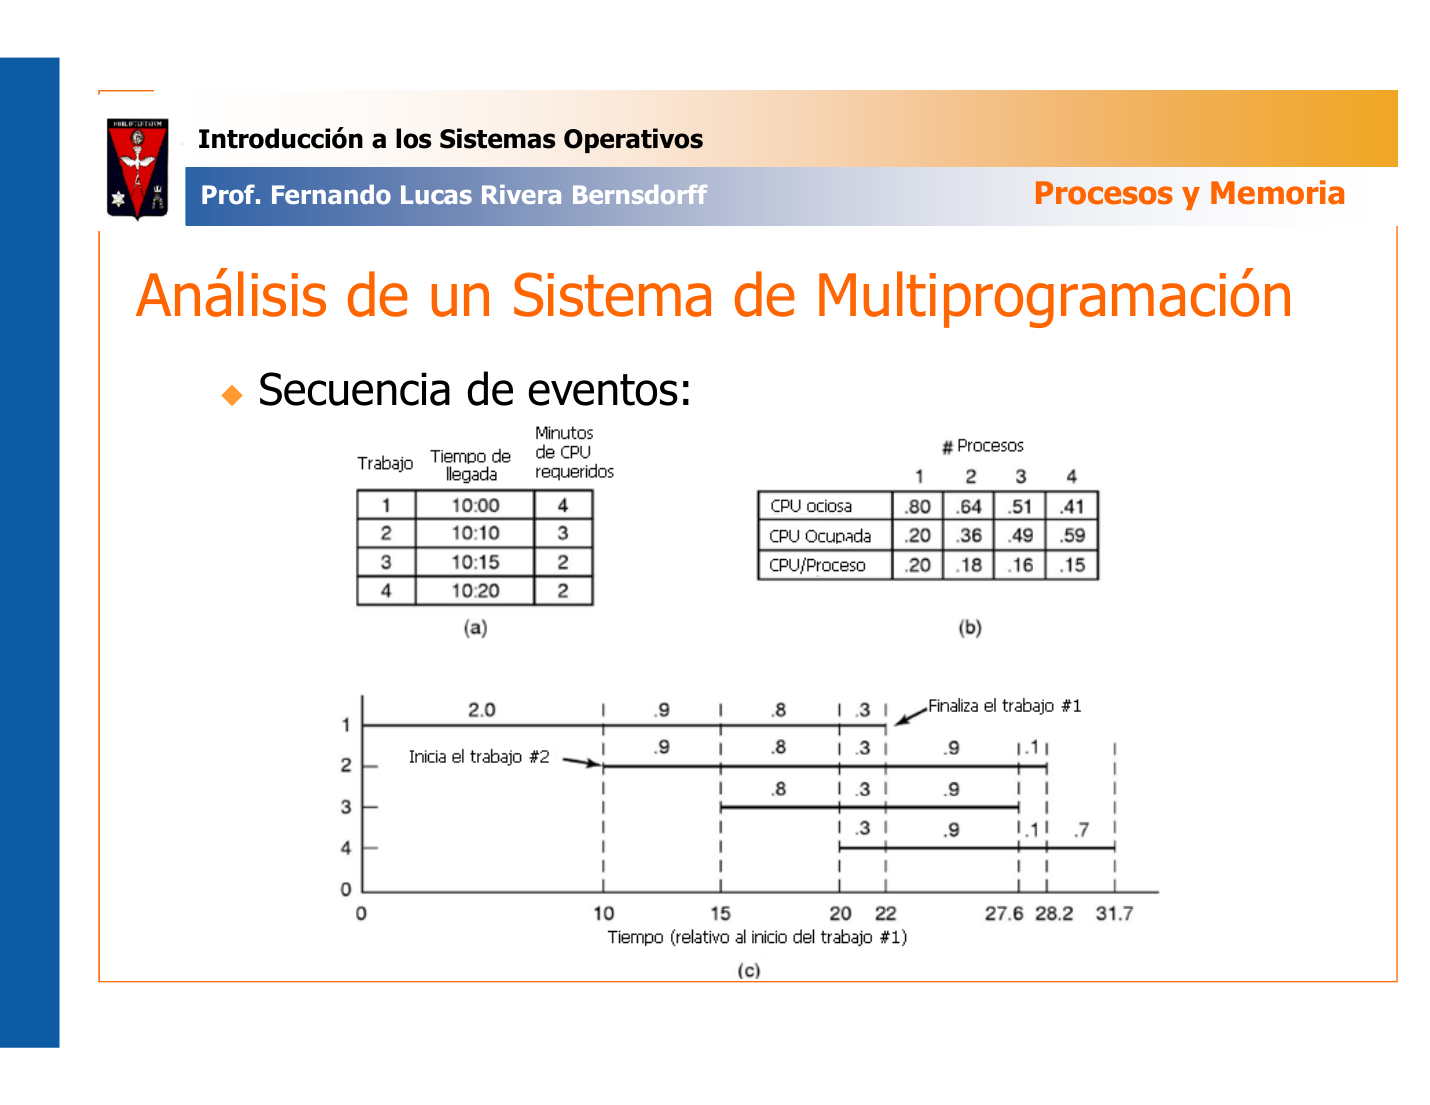 Introducción a los Sistemas Operativos
Prof. Fernando Lucas Rivera Bernsdorff
Procesos y Memoria
Análisis de un Sistema de Multiprogramación
Secuencia de eventos:
Trabajo Tiempo de llegada Minutos de CPU requeridos
1 10:00 4
2 10:10 3
3 10:15 2
4 10:20 2
(a)
# Procesos
1 2 3 4
CPU ociosa .80 .64 .51 .41
CPU Ocupada .20 .36 .49 .59
CPU/Proceso .20 .18 .16 .15
(b)
2.0 .9 .8 .3 Finaliza el trabajo #1
1
Inicia el trabajo #2 .9 .8 .3 .9 .1
2
.8 .3 .9
3
.3 .9 .1 .7
4
0
0 10 15 20 22 27.6 28.2 31.7
Tiempo (relativo al inicio del trabajo #1)
(c)